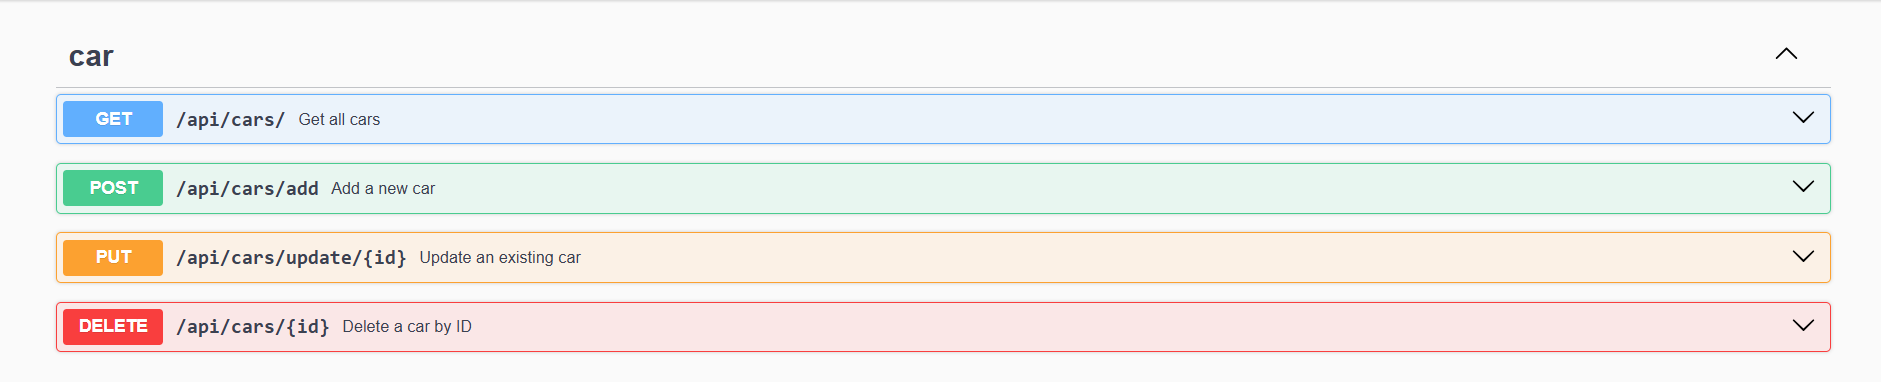 car
GET /api/cars/ Get all cars
POST /api/cars/add Add a new car
PUT /api/cars/update/{id} Update an existing car
DELETE /api/cars/{id} Delete a car by ID